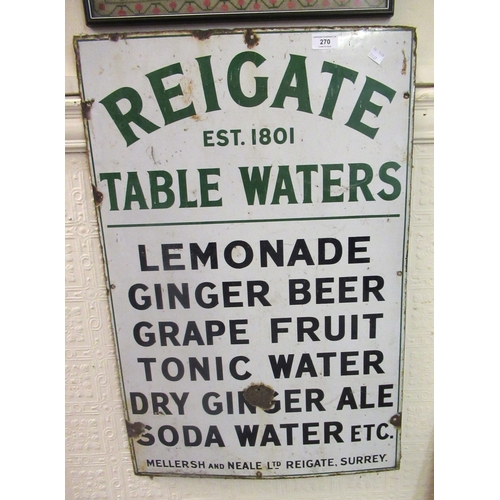 270
REIGATE
EST. 1801
TABLE WATERS
LEMONADE
GINGER BEER
GRAPE FRUIT
TONIC WATER
DRY GINGER ALE
SODA WATER ETC.
MELLERSH AND NEALE LTD REIGATE. SURREY.